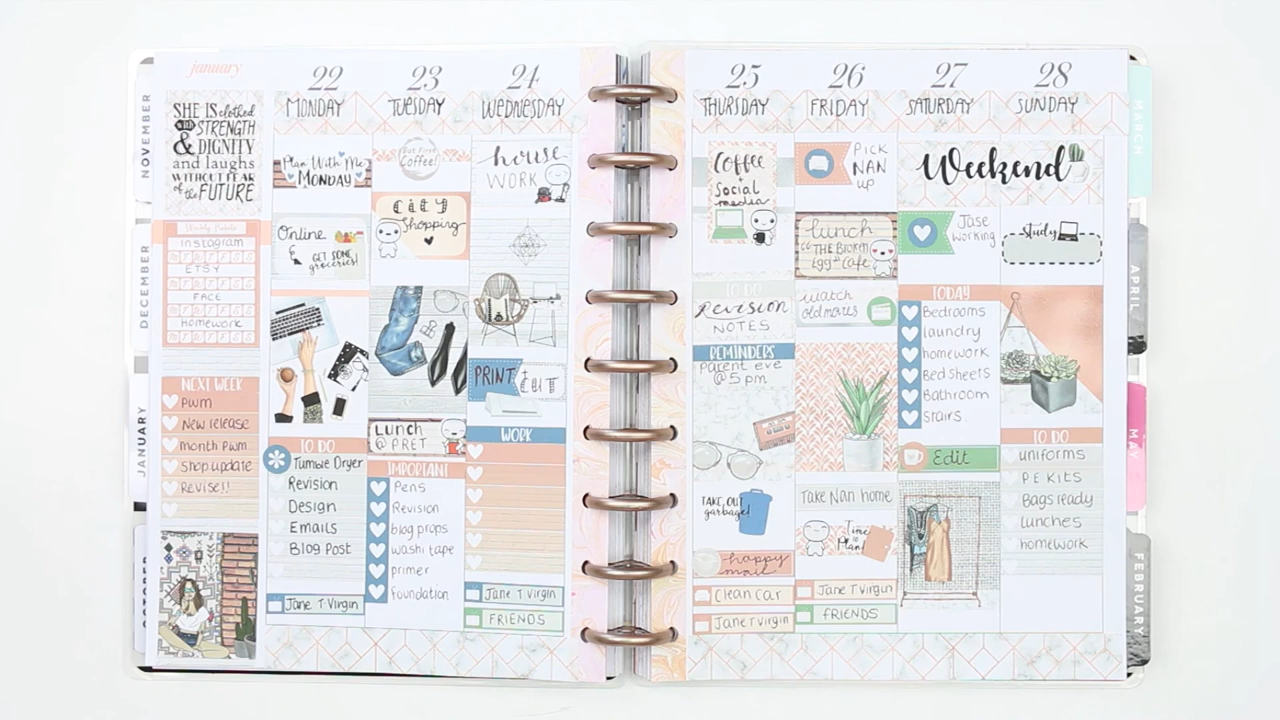 january
SHE IS clothed
with STRENGTH
& DIGNITY
and laughs
WITHOUT FEAR
of the FUTURE
Instagram
M T W T F S S
ETSY
M T W T F S S
FACE
M T W T F S S
Homework
M T W T F S S
NEXT WEEK
PWM
New release
month PWM
shop update
Revise!!
22
MONDAY
Plan With Me
MONDAY
Online
GET SOME
groceries!
TO DO
Tumble Dryer
Revision
Design
Emails
Blog Post
Jane T Virgin
23
TUESDAY
But First
Coffee!
City
Shopping
Lunch
@ PRET
IMPORTANT
Pens
Revision
blog props
washi tape
primer
foundation
24
WEDNESDAY
house
WORK
PRINT
CUT
WORK
Jane T Virgin
FRIENDS
25
THURSDAY
Coffee
+
Social
media
TO DO
Revision
NOTES
REMINDERS
parent eve
@ 5pm
TAKE OUT
garbage!
happy
mail
Clean Car
Jane T Virgin
26
FRIDAY
PICK
NAN
up
lunch
"THE BROKEN
Egg" Cafe
watch
old movies
Take Nan home
Time
to
Plan!
Jane T Virgin
FRIENDS
27
SATURDAY
Weekend
Jase
working
TODAY
Bedrooms
laundry
homework
Bed sheets
Bathroom
stairs.
Edit
28
SUNDAY
study
TO DO
uniforms
PE KITS
Bags ready
lunches
homework
NOVEMBER
DECEMBER
JANUARY
MARCH
APRIL
MAY
FEBRUARY